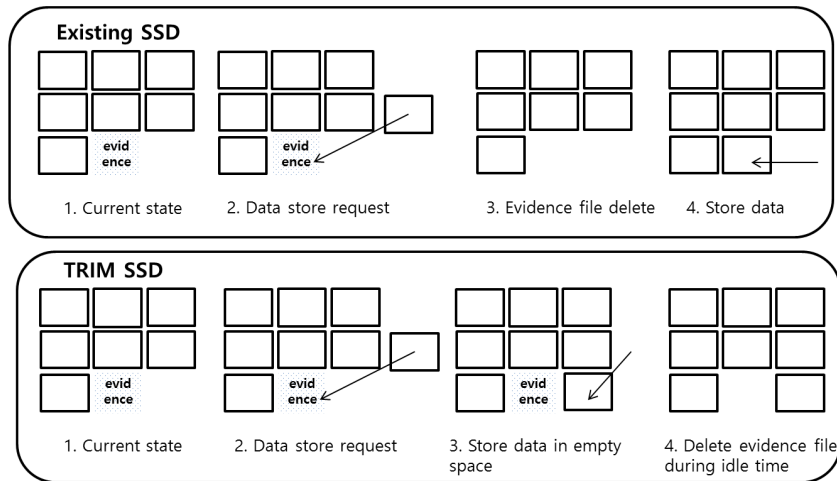 Existing SSD
evid
ence
evid
ence
1. Current state
2. Data store request
3. Evidence file delete
4. Store data
TRIM SSD
evid
ence
evid
ence
evid
ence
1. Current state
2. Data store request
3. Store data in empty
space
4. Delete evidence file
during idle time